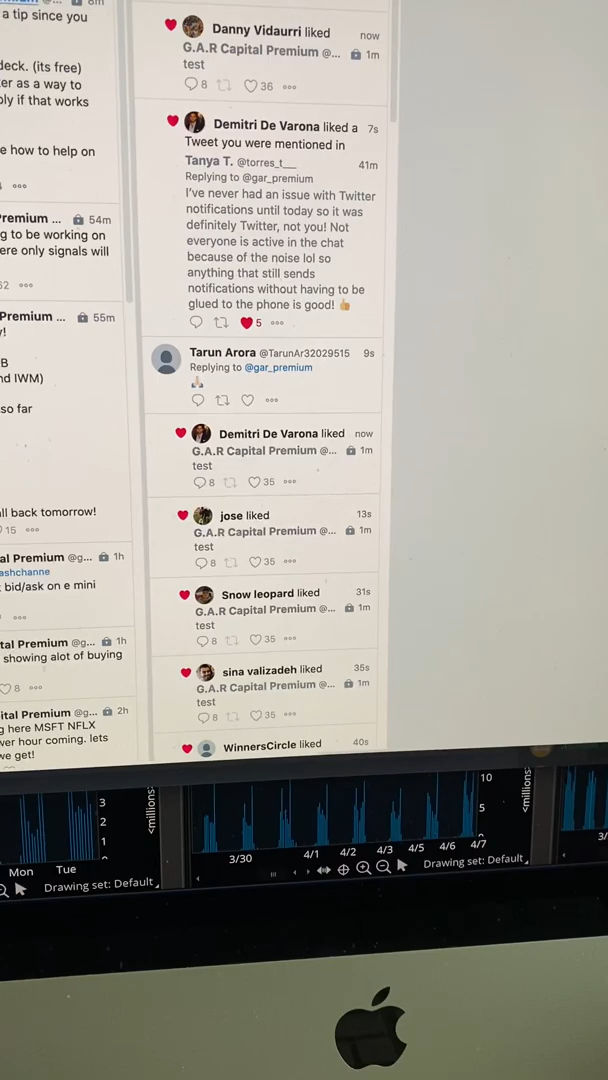 8m
a tip since you
deck. (its free)
er as a way to
ply if that works
e how to help on
Premium ... 54m
g to be working on
ere only signals will
52
Premium ... 55m
y!
B
nd IWM)
so far
all back tomorrow!
15
al Premium @g... 1h
ashchanne
bid/ask on e mini
tal Premium @g... 1h
showing alot of buying
8
ital Premium @g... 2h
g here MSFT NFLX
wer hour coming. lets
we get!
Danny Vidaurri liked now
G.A.R Capital Premium @... 1m
test
8 36
Demitri De Varona liked a 7s
Tweet you were mentioned in
Tanya T. @torres_t__ 41m
Replying to @gar_premium
I've never had an issue with Twitter
notifications until today so it was
definitely Twitter, not you! Not
everyone is active in the chat
because of the noise lol so
anything that still sends
notifications without having to be
glued to the phone is good! 👍
5
Tarun Arora @TarunAr32029515 9s
Replying to @gar_premium
🙏
Demitri De Varona liked now
G.A.R Capital Premium @... 1m
test
8 35
jose liked 13s
G.A.R Capital Premium @... 1m
test
8 35
Snow leopard liked 31s
G.A.R Capital Premium @... 1m
test
8 35
sina valizadeh liked 35s
G.A.R Capital Premium @... 1m
test
8 35
WinnersCircle liked 40s
3
2
1
<millions>
Mon Tue
Drawing set: Default
10
5
<millions>
3/30 4/1 4/2 4/3 4/5 4/6 4/7
Drawing set: Default
3/